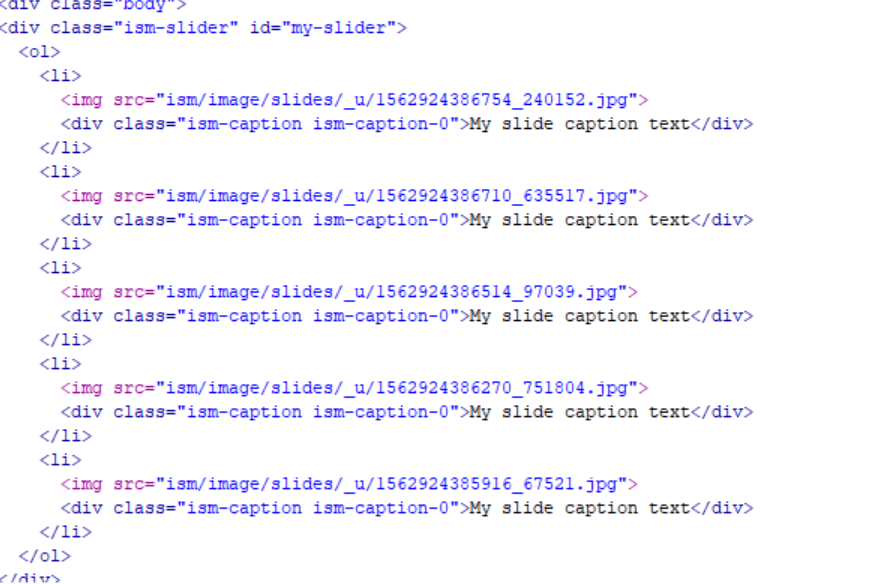 <div class="body">
<div class="ism-slider" id="my-slider">
<ol>
<li>
<img src="ism/image/slides/_u/1562924386754_240152.jpg">
<div class="ism-caption ism-caption-0">My slide caption text</div>
</li>
<li>
<img src="ism/image/slides/_u/1562924386710_635517.jpg">
<div class="ism-caption ism-caption-0">My slide caption text</div>
</li>
<li>
<img src="ism/image/slides/_u/1562924386514_97039.jpg">
<div class="ism-caption ism-caption-0">My slide caption text</div>
</li>
<li>
<img src="ism/image/slides/_u/1562924386270_751804.jpg">
<div class="ism-caption ism-caption-0">My slide caption text</div>
</li>
<li>
<img src="ism/image/slides/_u/1562924385916_67521.jpg">
<div class="ism-caption ism-caption-0">My slide caption text</div>
</li>
</ol>
</div>